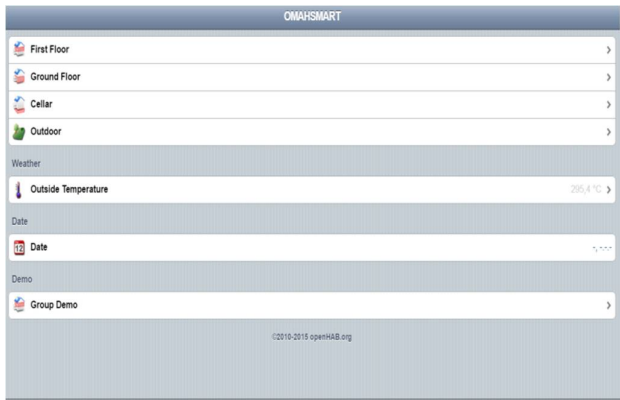 OMAHSMART
First Floor
Ground Floor
Cellar
Outdoor
Weather
Outside Temperature 295,4 °C
Date
12 Date -, -.-.-
Demo
Group Demo
©2010-2015 openHAB.org